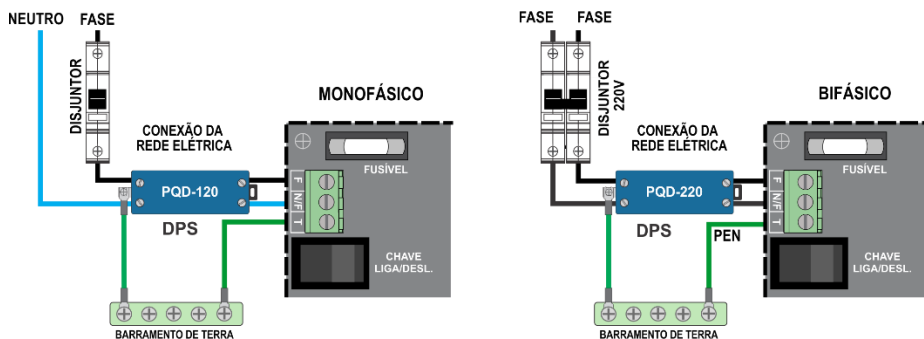 NEUTRO
FASE
DISJUNTOR
MONOFÁSICO
CONEXÃO DA
REDE ELÉTRICA
FUSÍVEL
PQD-120
F
N/F
T
DPS
CHAVE
LIGA/DESL.
BARRAMENTO DE TERRA
FASE
FASE
DISJUNTOR
220V
BIFÁSICO
CONEXÃO DA
REDE ELÉTRICA
FUSÍVEL
PQD-220
F
N/F
T
DPS
PEN
CHAVE
LIGA/DESL.
BARRAMENTO DE TERRA